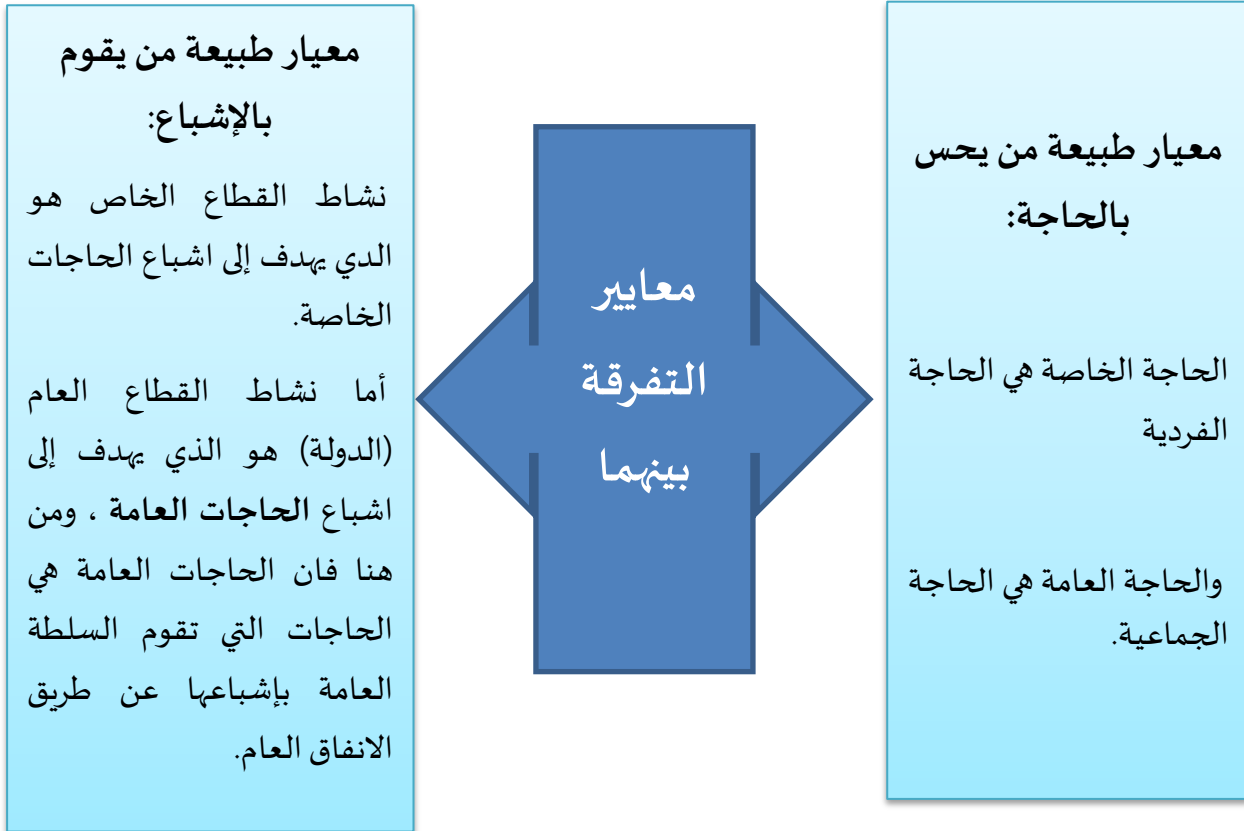 معيار طبيعة من يحس
بالحاجة:
الحاجة الخاصة هي الحاجة
الفردية
والحاجة العامة هي الحاجة
الجماعية.
معايير
التفرقة
بينهما
معيار طبيعة من يقوم
بالإشباع:
نشاط القطاع الخاص هو
الدي يهدف إلى اشباع الحاجات
الخاصة.
أما نشاط القطاع العام
(الدولة) هو الذي يهدف إلى
اشباع الحاجات العامة ، ومن
هنا فان الحاجات العامة هي
الحاجات التي تقوم السلطة
العامة بإشباعها عن طريق
الانفاق العام.